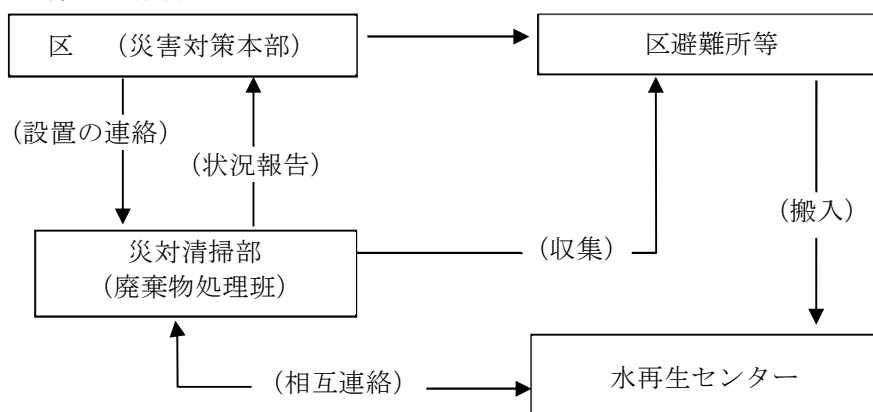 区　（災害対策本部）
区避難所等
（設置の連絡）
（状況報告）
（搬入）
災対清掃部
（廃棄物処理班）
（収集）
（相互連絡）
水再生センター